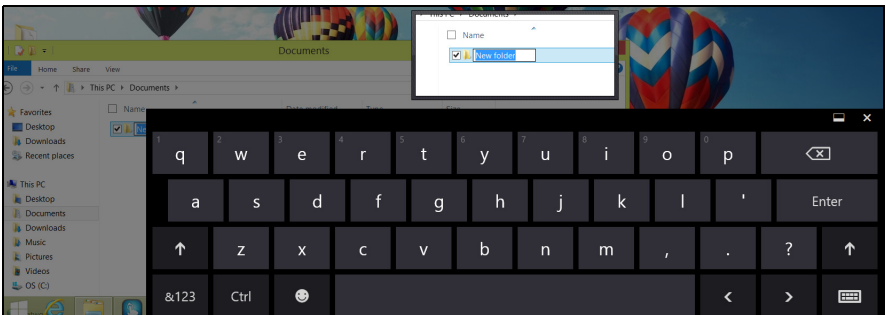 This PC › Documents ›
Name
New folder
Documents
File Home Share View
This PC › Documents ›
Favorites
Desktop
Downloads
Recent places
This PC
Desktop
Documents
Downloads
Music
Pictures
Videos
OS (C:)
Name Date modified Type Size
Ne
1 2 3 4 5 6 7 8 9 0
q w e r t y u i o p
a s d f g h j k l ' Enter
z x c v b n m , . ?
&123 Ctrl < >